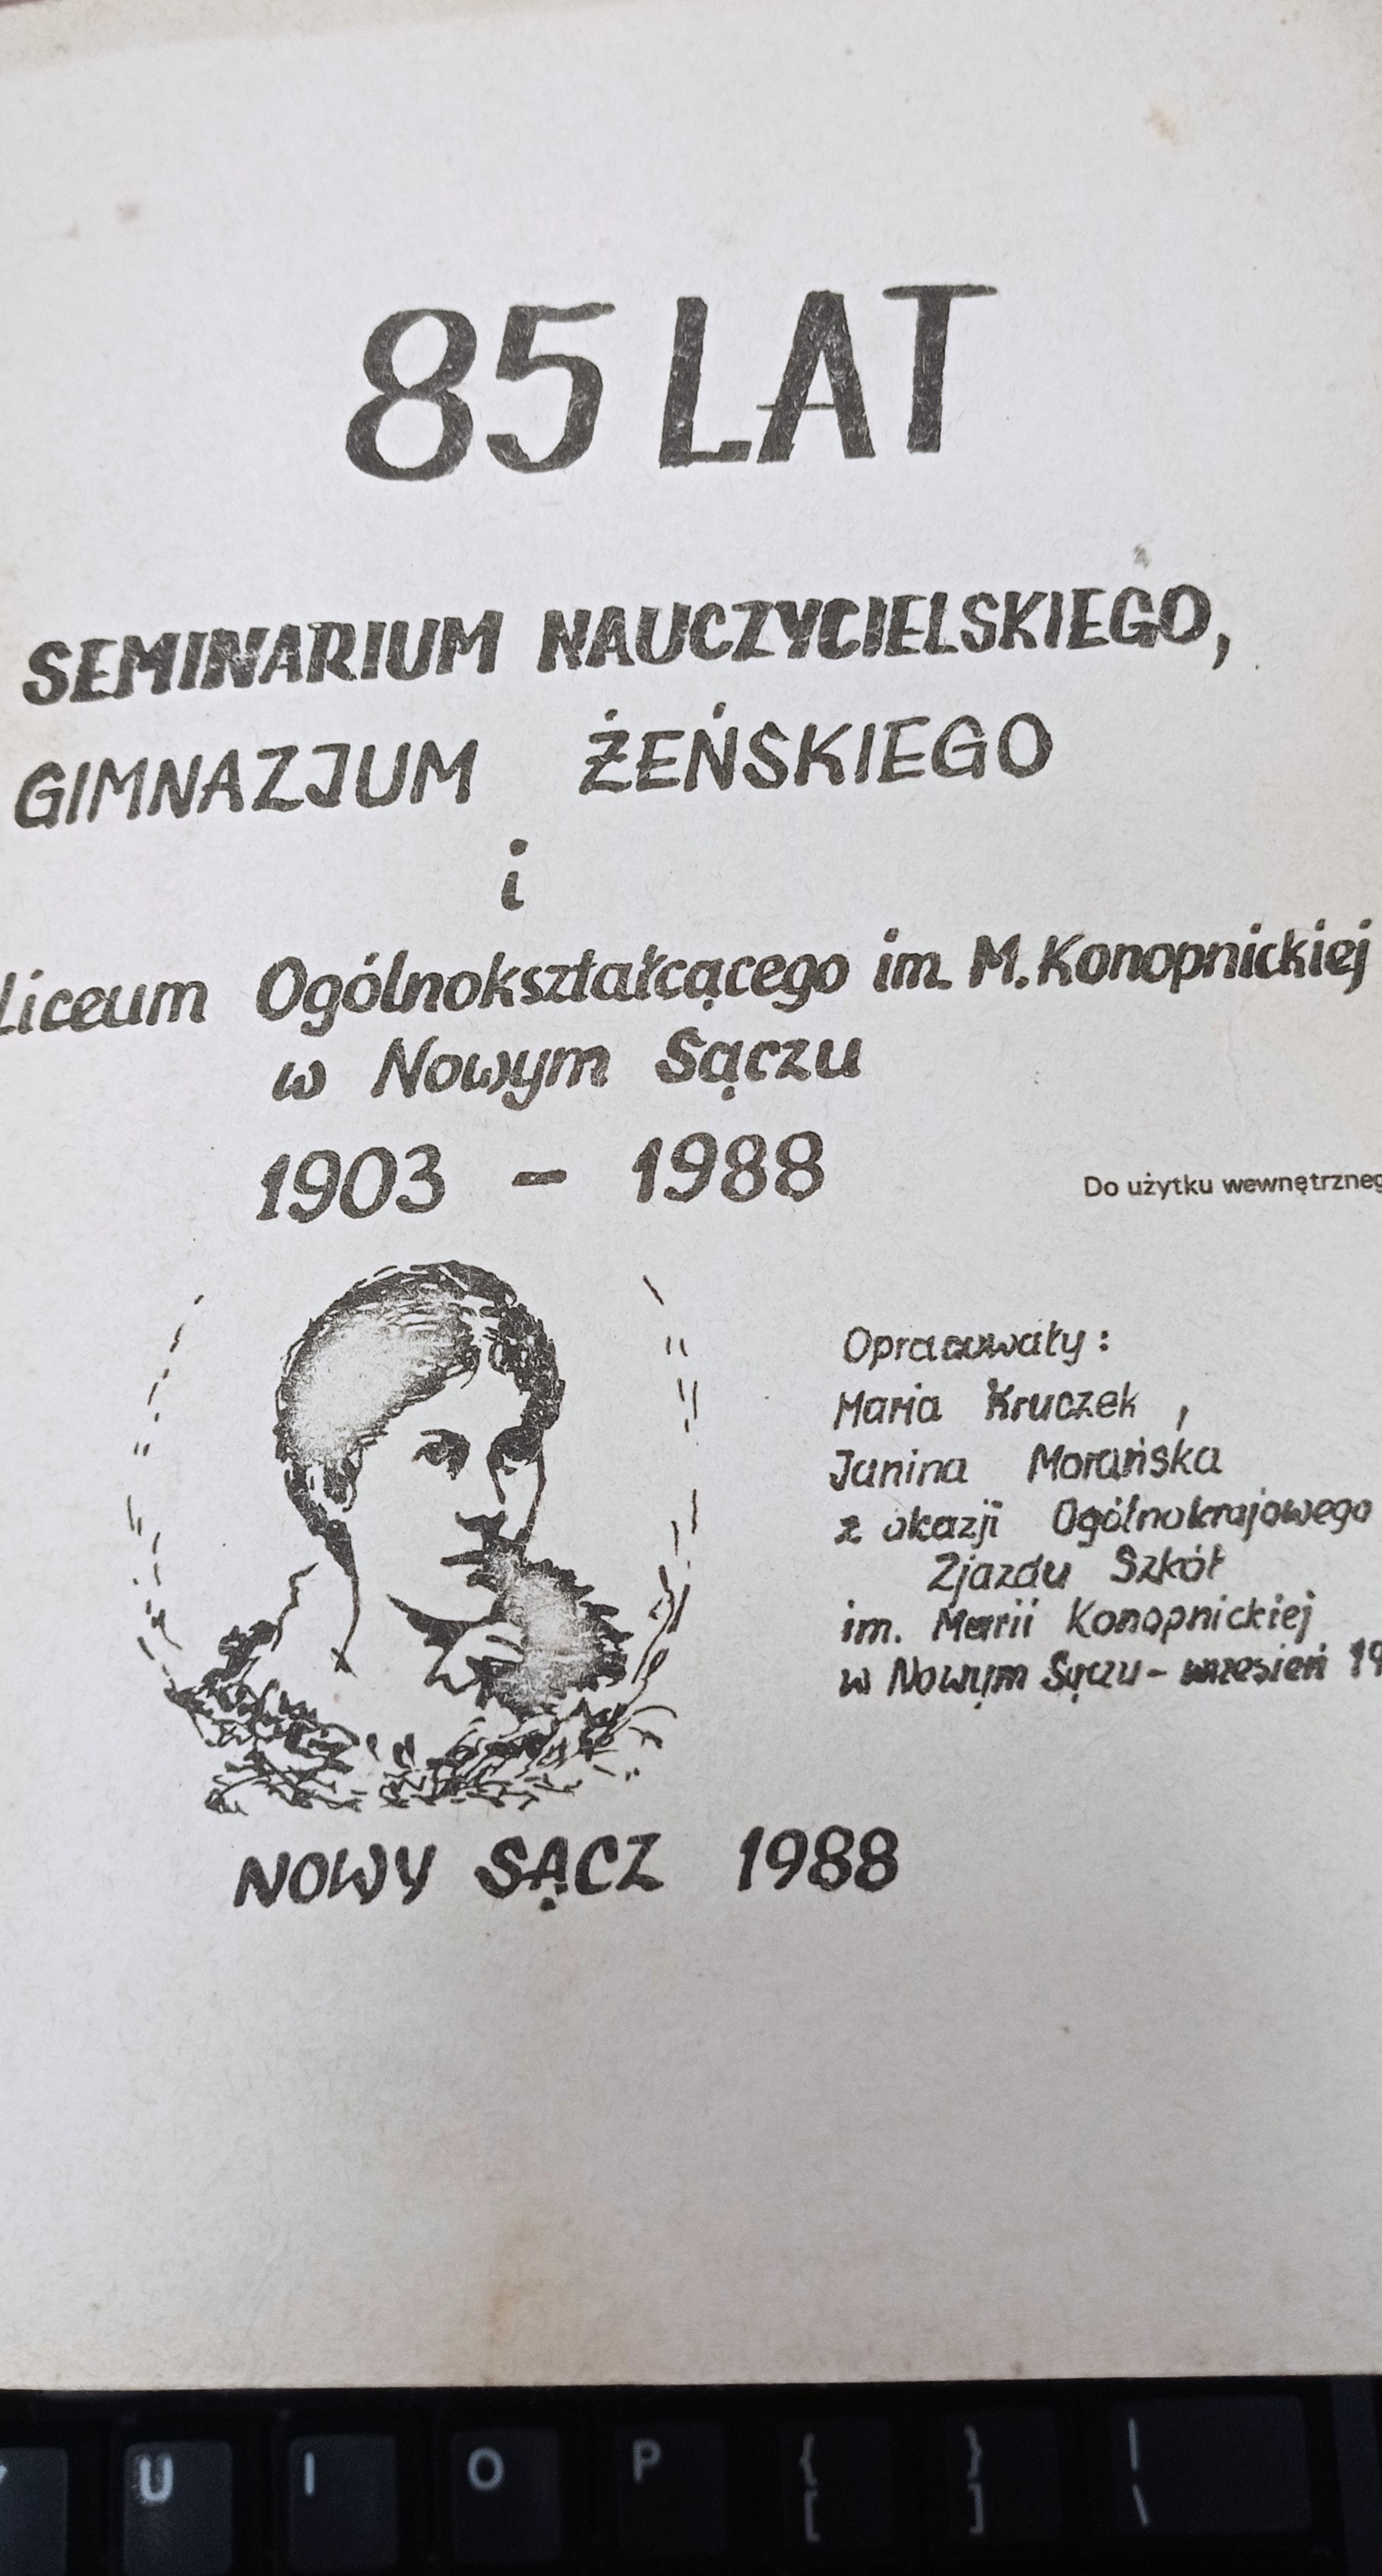 85 LAT
SEMINARIUM NAUCZYCIELSKIEGO,
GIMNAZJUM ŻEŃSKIEGO
i
Liceum Ogólnokształcącego im. M. Konopnickiej
w Nowym Sączu
1903 - 1988
Do użytku wewnętrzneg
Opracowały:
Maria Kruczek,
Janina Morańska
z okazji Ogólnokrajowego
Zjazdu Szkół
im. Marii Konopnickiej
w Nowym Sączu - wrzesień 19
NOWY SĄCZ 1988
U I O P { } |
[ ] \